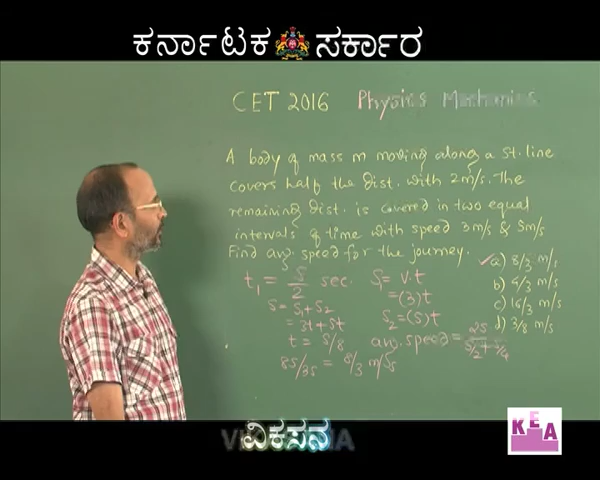 ಕರ್ನಾಟಕ ಸರ್ಕಾರ
CET 2016 Physics Mechanics
A body of mass m moving along a st. line
covers half the dist. with 2m/s. The
remaining dist. is covered in two equal
intervals of time with speed 3m/s & 5m/s
Find avg. speed for the journey.
✓a) 8/3 m/s
b) 4/3 m/s
c) 16/3 m/s
d) 3/8 m/s
t₁ = S/2 sec.
S = S₁+S₂
= 3t+5t
t = S/8
8S/3S = 8/3 m/s
S₁ = v.t
= (3)t
S₂ = (5)t
avg. speed = 2S / S/2 + S/4
ವಿಕಸನ
KEA